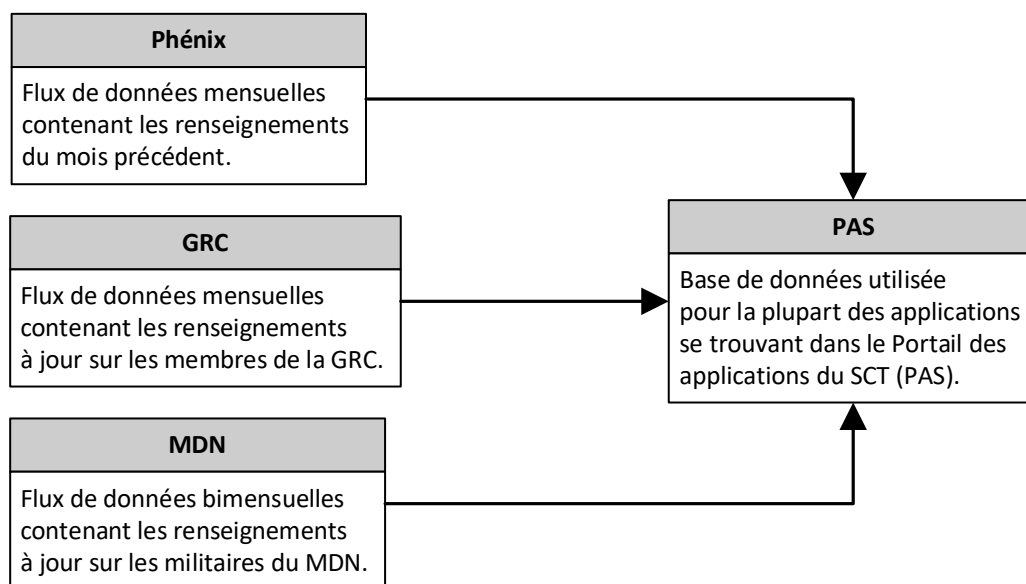 Phénix
Flux de données mensuelles
contenant les renseignements
du mois précédent.
GRC
Flux de données mensuelles
contenant les renseignements
à jour sur les membres de la GRC.
MDN
Flux de données bimensuelles
contenant les renseignements
à jour sur les militaires du MDN.
PAS
Base de données utilisée
pour la plupart des applications
se trouvant dans le Portail des
applications du SCT (PAS).